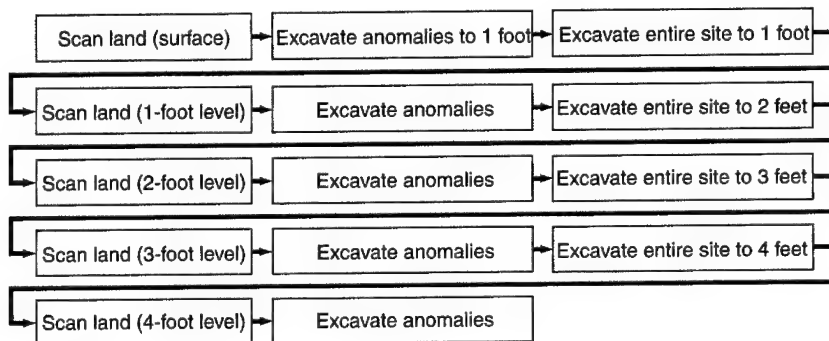 Scan land (surface)
Excavate anomalies to 1 foot
Excavate entire site to 1 foot
Scan land (1-foot level)
Excavate anomalies
Excavate entire site to 2 feet
Scan land (2-foot level)
Excavate anomalies
Excavate entire site to 3 feet
Scan land (3-foot level)
Excavate anomalies
Excavate entire site to 4 feet
Scan land (4-foot level)
Excavate anomalies